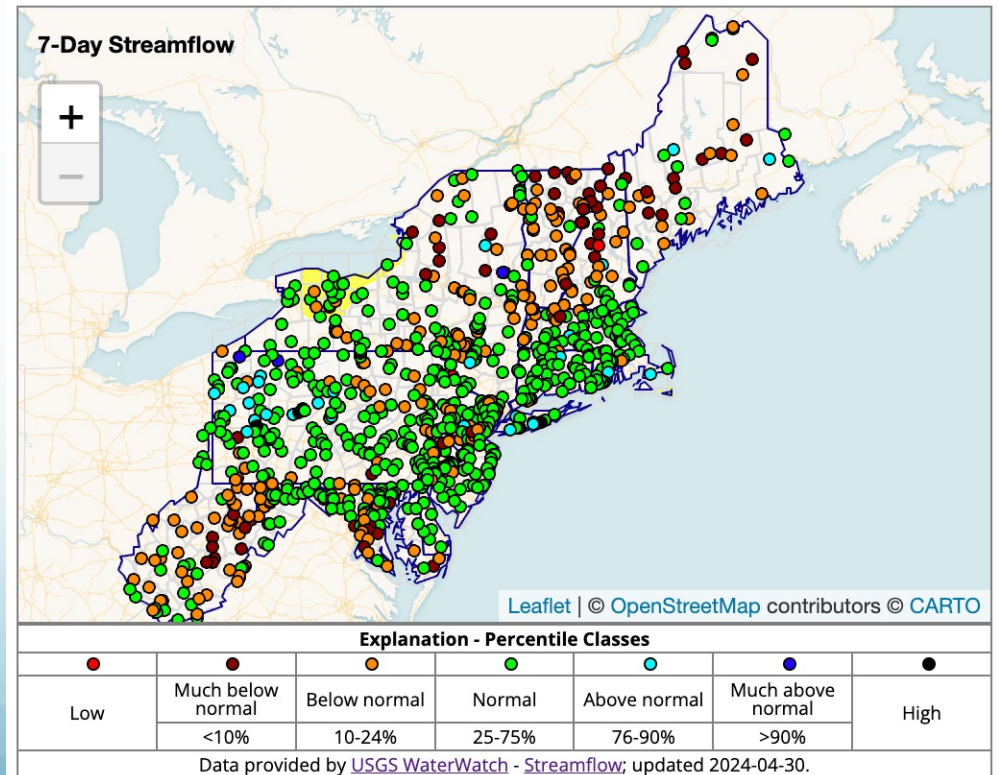 7-Day Streamflow
+
−
Leaflet | © OpenStreetMap contributors © CARTO
Explanation - Percentile Classes
Low
Much below normal
Below normal
Normal
Above normal
Much above normal
High
<10%
10-24%
25-75%
76-90%
>90%
Data provided by USGS WaterWatch - Streamflow; updated 2024-04-30.